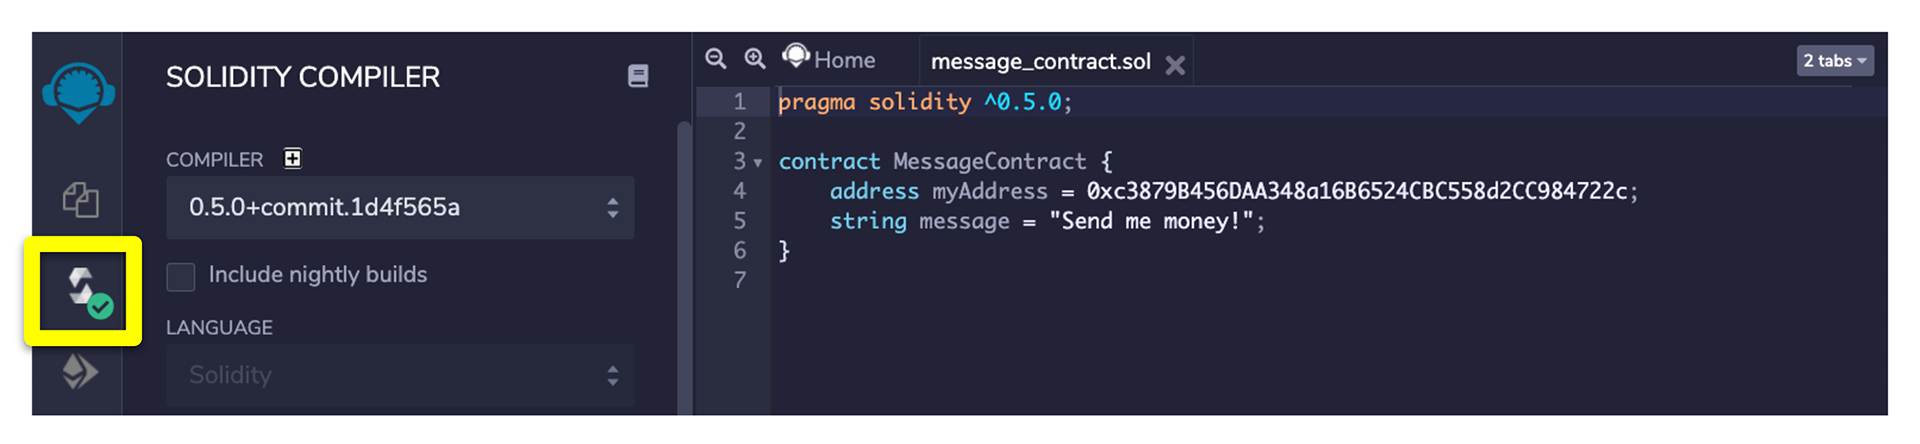 SOLIDITY COMPILER
COMPILER
0.5.0+commit.1d4f565a
Include nightly builds
LANGUAGE
Solidity
Home
message_contract.sol
2 tabs
1 pragma solidity ^0.5.0;
2
3 contract MessageContract {
4 address myAddress = 0xc3879B456DAA348a16B6524CBC558d2CC984722c;
5 string message = "Send me money!";
6 }
7